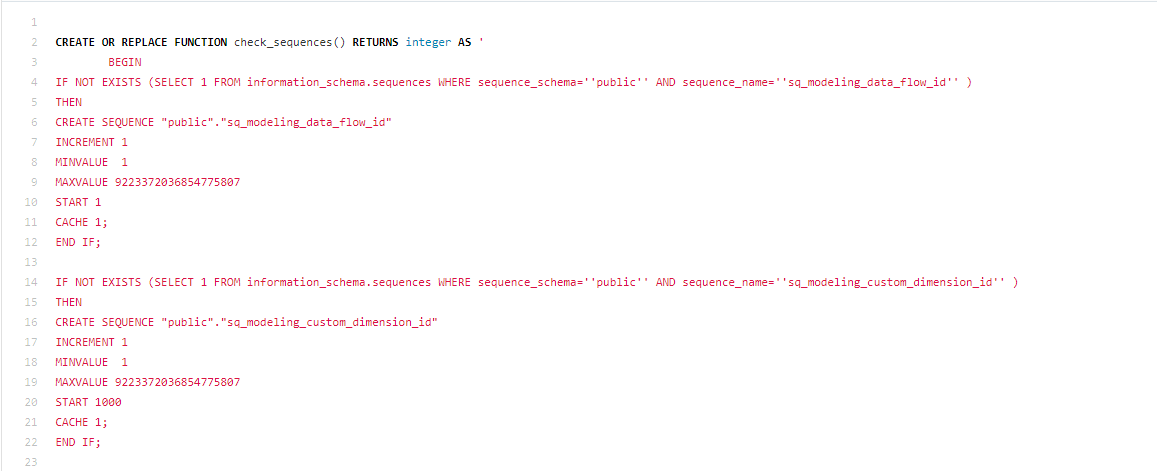 1
2 CREATE OR REPLACE FUNCTION check_sequences() RETURNS integer AS '
3 BEGIN
4 IF NOT EXISTS (SELECT 1 FROM information_schema.sequences WHERE sequence_schema=''public'' AND sequence_name=''sq_modeling_data_flow_id'' )
5 THEN
6 CREATE SEQUENCE "public"."sq_modeling_data_flow_id"
7 INCREMENT 1
8 MINVALUE  1
9 MAXVALUE 9223372036854775807
10 START 1
11 CACHE 1;
12 END IF;
13
14 IF NOT EXISTS (SELECT 1 FROM information_schema.sequences WHERE sequence_schema=''public'' AND sequence_name=''sq_modeling_custom_dimension_id'' )
15 THEN
16 CREATE SEQUENCE "public"."sq_modeling_custom_dimension_id"
17 INCREMENT 1
18 MINVALUE  1
19 MAXVALUE 9223372036854775807
20 START 1000
21 CACHE 1;
22 END IF;
23